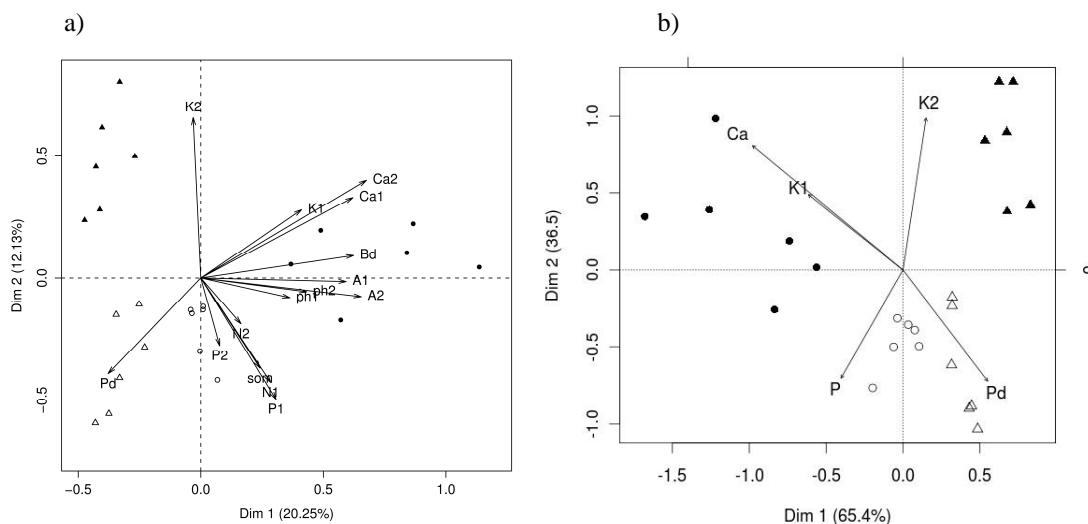 a)
b)
K2
Ca2
Ca1
K1
Bd
A1
ph2
ph1
A2
N2
P2
som
N1
P1
Pd
0.5
0.0
−0.5
Dim 2 (12.13%)
−0.5
0.0
0.5
1.0
Dim 1 (20.25%)
K2
Ca
K1
P
Pd
1.0
0.5
0.0
-0.5
-1.0
Dim 2 (36.5)
-1.5
-1.0
-0.5
0.0
0.5
Dim 1 (65.4%)